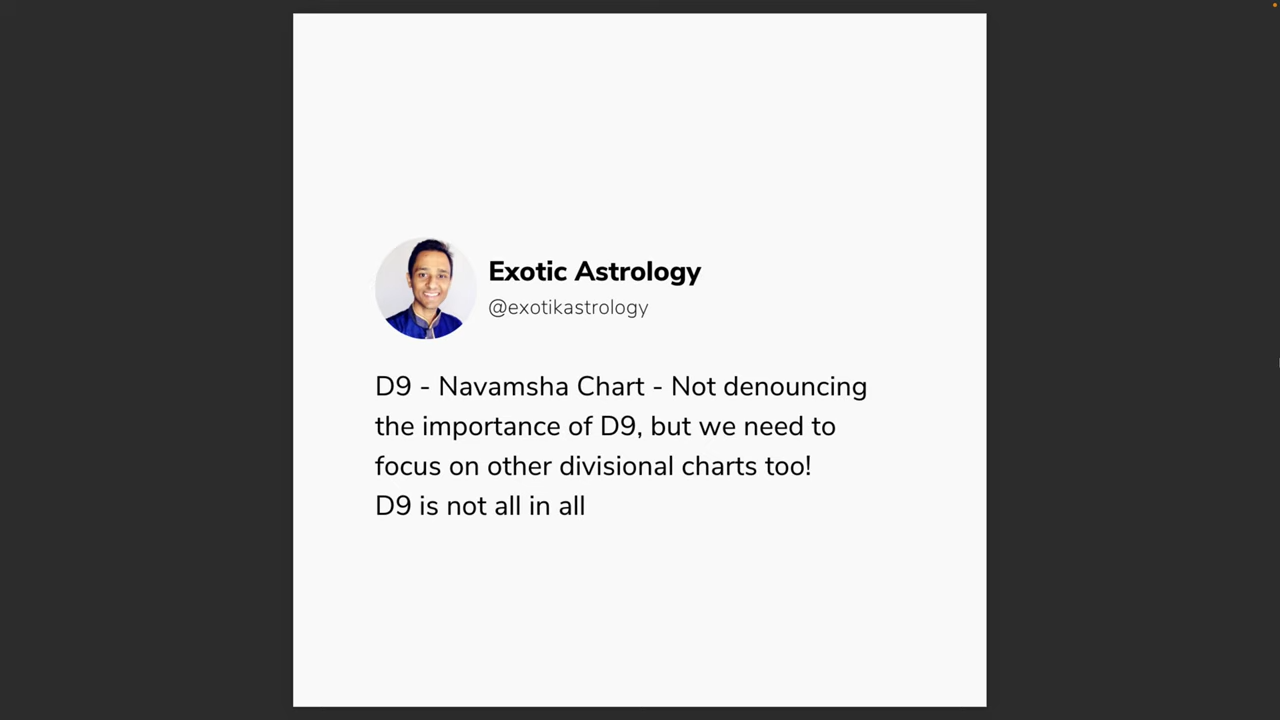 Exotic Astrology
@exotikastrology
D9 - Navamsha Chart - Not denouncing
the importance of D9, but we need to
focus on other divisional charts too!
D9 is not all in all